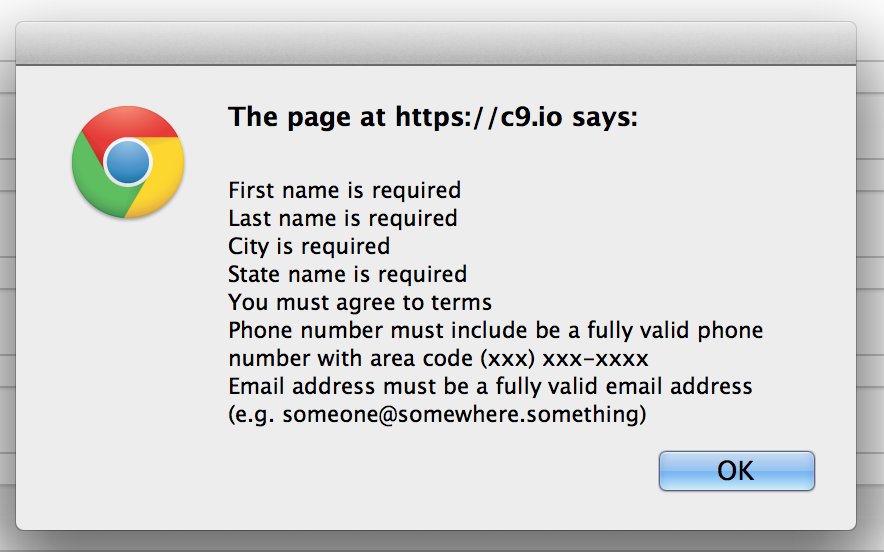 The page at https://c9.io says:
First name is required
Last name is required
City is required
State name is required
You must agree to terms
Phone number must include be a fully valid phone
number with area code (xxx) xxx-xxxx
Email address must be a fully valid email address
(e.g. someone@somewhere.something)
OK